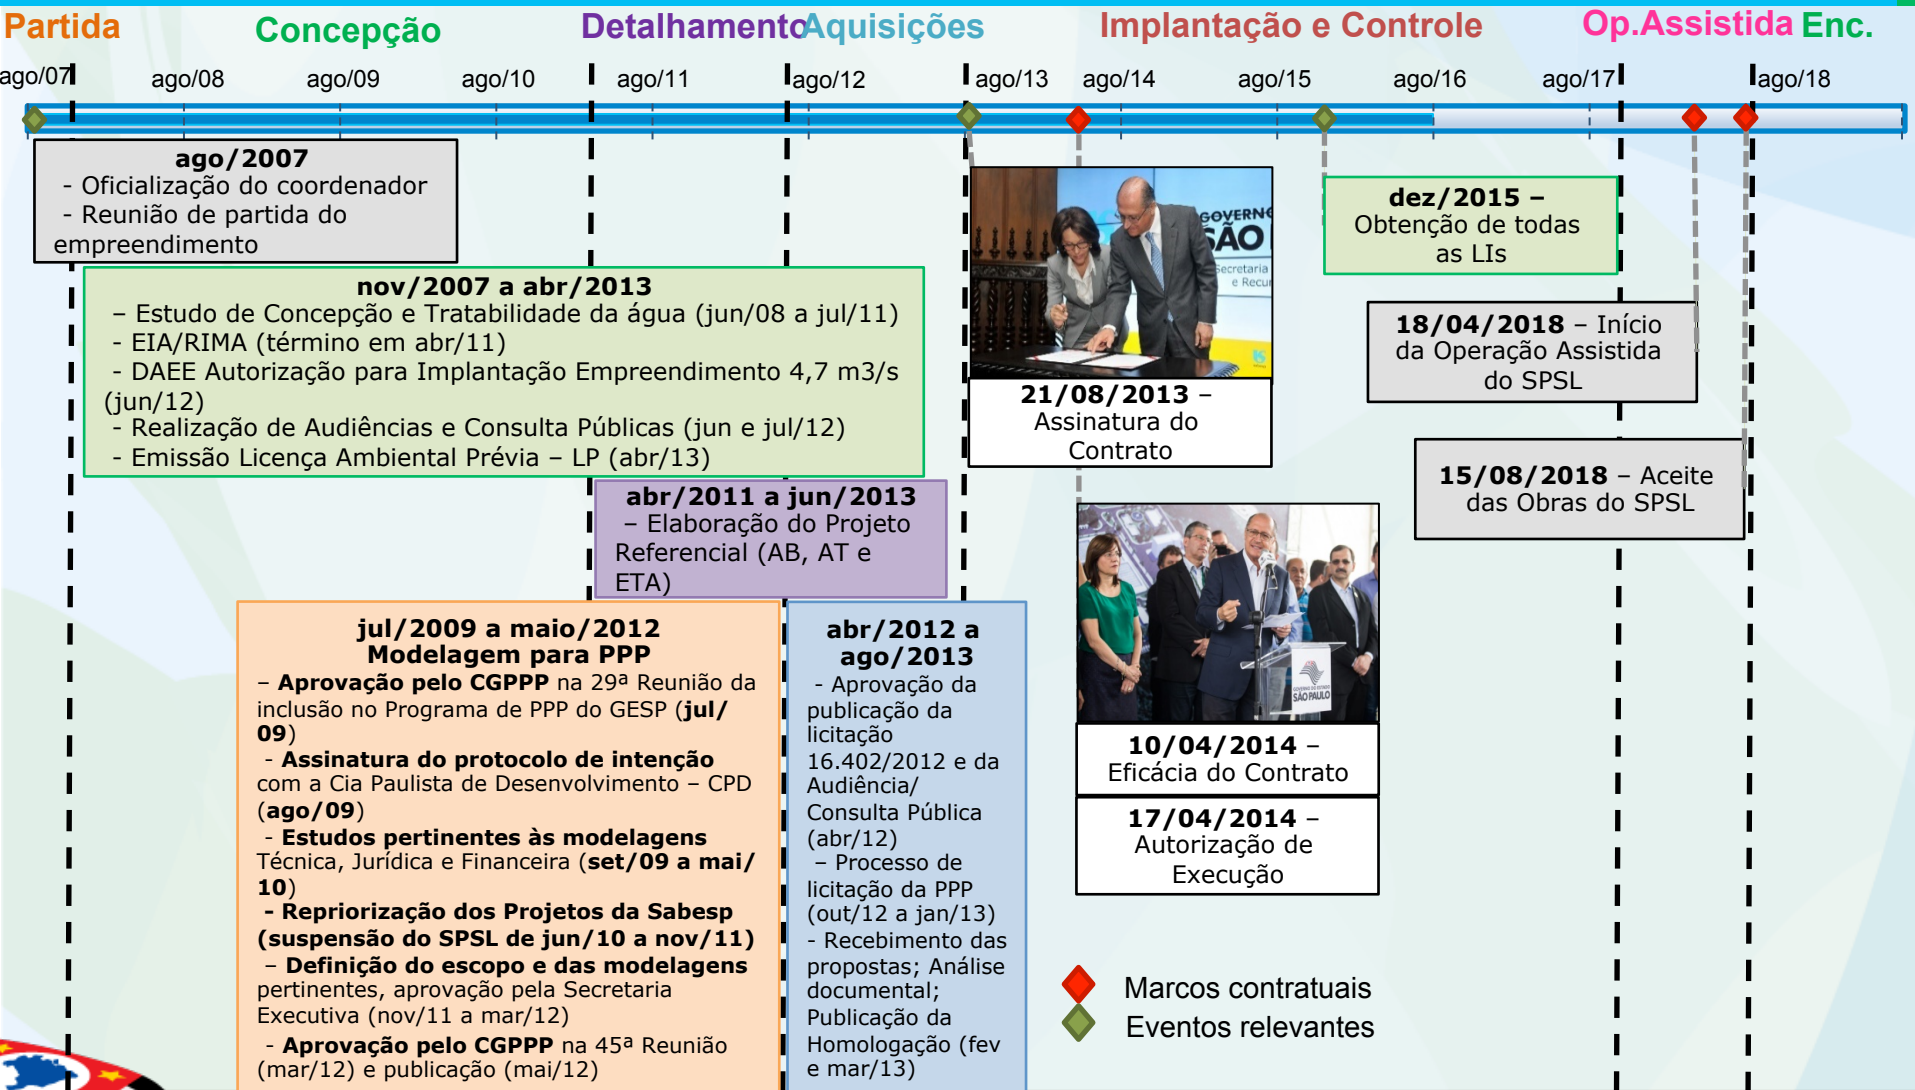 Partida
Concepção
Detalhamento
Aquisições
Implantação e Controle
Op.Assistida
Enc.
ago/07
ago/08
ago/09
ago/10
ago/11
ago/12
ago/13
ago/14
ago/15
ago/16
ago/17
ago/18
ago/2007
- Oficialização do coordenador
- Reunião de partida do
empreendimento
nov/2007 a abr/2013
– Estudo de Concepção e Tratabilidade da água (jun/08 a jul/11)
- EIA/RIMA (término em abr/11)
- DAEE Autorização para Implantação Empreendimento 4,7 m3/s
(jun/12)
- Realização de Audiências e Consulta Públicas (jun e jul/12)
- Emissão Licença Ambiental Prévia – LP (abr/13)
abr/2011 a jun/2013
– Elaboração do Projeto
Referencial (AB, AT e
ETA)
jul/2009 a maio/2012
Modelagem para PPP
– Aprovação pelo CGPPP na 29ª Reunião da
inclusão no Programa de PPP do GESP (jul/
09)
- Assinatura do protocolo de intenção
com a Cia Paulista de Desenvolvimento – CPD
(ago/09)
- Estudos pertinentes às modelagens
Técnica, Jurídica e Financeira (set/09 a mai/
10)
- Repriorização dos Projetos da Sabesp
(suspensão do SPSL de jun/10 a nov/11)
– Definição do escopo e das modelagens
pertinentes, aprovação pela Secretaria
Executiva (nov/11 a mar/12)
- Aprovação pelo CGPPP na 45ª Reunião
(mar/12) e publicação (mai/12)
abr/2012 a
ago/2013
- Aprovação da
publicação da
licitação
16.402/2012 e da
Audiência/
Consulta Pública
(abr/12)
– Processo de
licitação da PPP
(out/12 a jan/13)
- Recebimento das
propostas; Análise
documental;
Publicação da
Homologação (fev
e mar/13)
GOVERN
SÃO
Secretaria
e Recur
21/08/2013 –
Assinatura do
Contrato
GOVERNO DO ESTADO
SÃO PAULO
10/04/2014 –
Eficácia do Contrato
17/04/2014 –
Autorização de
Execução
dez/2015 –
Obtenção de todas
as LIs
18/04/2018 – Início
da Operação Assistida
do SPSL
15/08/2018 – Aceite
das Obras do SPSL
Marcos contratuais
Eventos relevantes